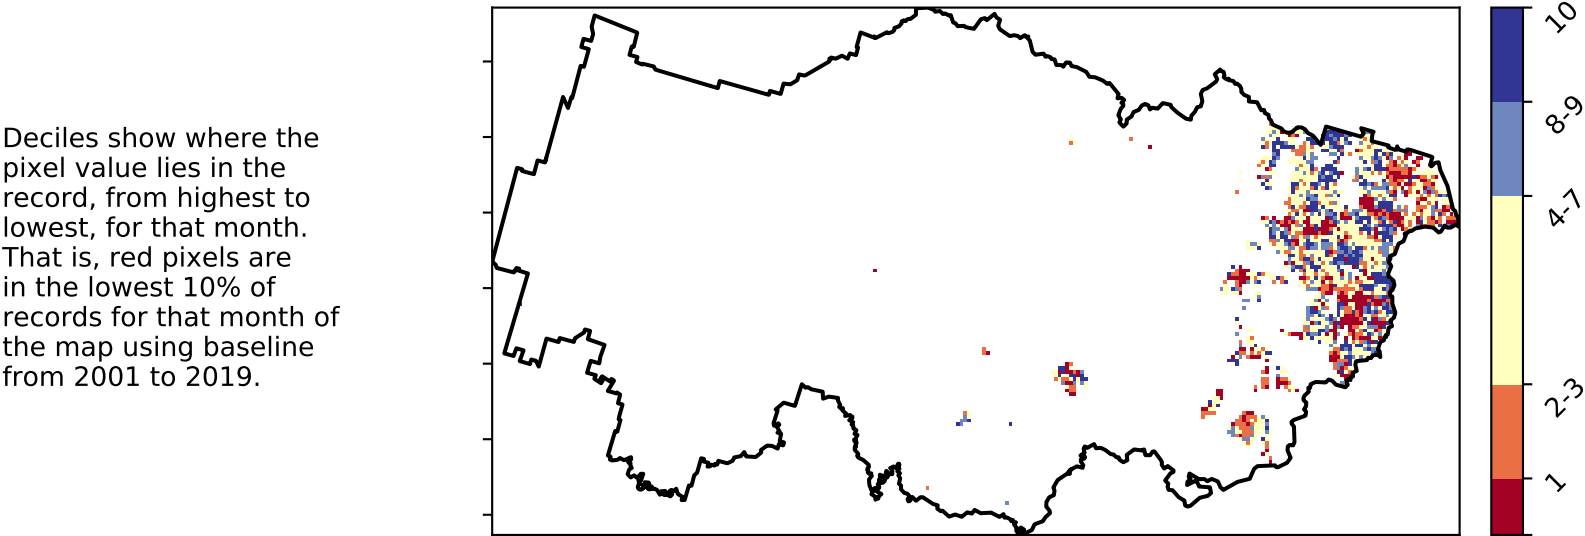 Deciles show where the
pixel value lies in the
record, from highest to
lowest, for that month.
That is, red pixels are
in the lowest 10% of
records for that month of
the map using baseline
from 2001 to 2019.
10
8-9
4-7
2-3
1